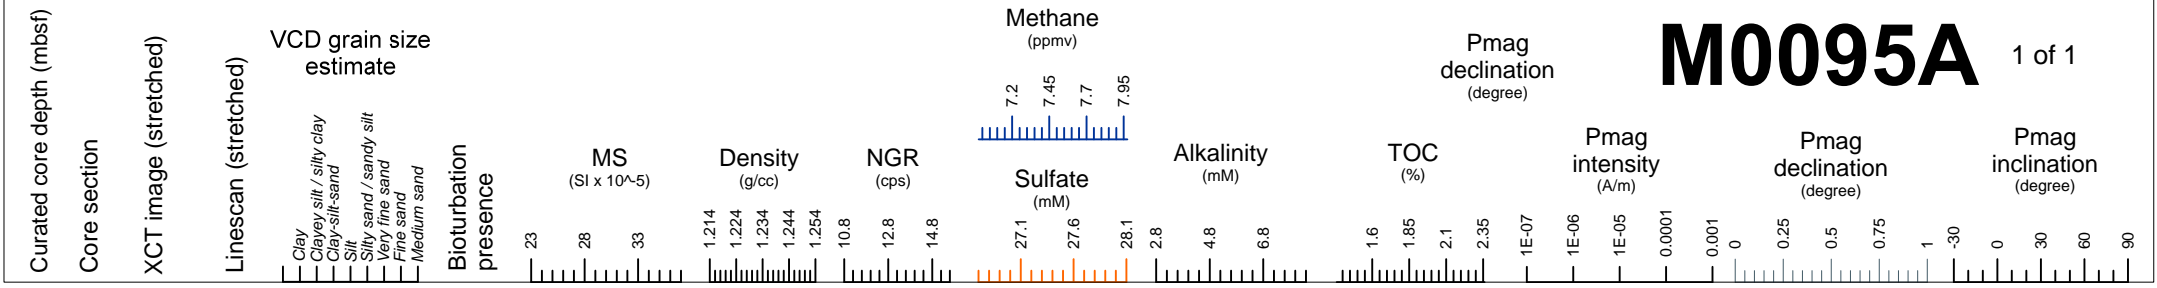 Curated core depth (mbsf)
Core section
XCT image (stretched)
Linescan (stretched)
VCD grain size
estimate
Clay
Clayey silt / silty clay
Clay-silt-sand
Silt
Silty sand / sandy silt
Very fine sand
Fine sand
Medium sand
Bioturbation
presence
MS
(SI x 10^-5)
23 28 33
Density
(g/cc)
1.214 1.224 1.234 1.244 1.254
NGR
(cps)
10.8 12.8 14.8
Methane
(ppmv)
7.2 7.45 7.7 7.95
Sulfate
(mM)
27.1 27.6 28.1
Alkalinity
(mM)
2.8 4.8 6.8
TOC
(%)
1.6 1.85 2.1 2.35
Pmag
declination
(degree)
Pmag
intensity
(A/m)
1E-07 1E-06 1E-05 0.0001 0.001
Pmag
declination
(degree)
0 0.25 0.5 0.75 1
Pmag
inclination
(degree)
-30 0 30 60 90
M0095A 1 of 1